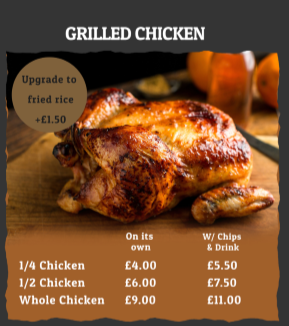 GRILLED CHICKEN
Upgrade to
fried rice
+£1.50
On its own
W/ Chips & Drink
1/4 Chicken £4.00 £5.50
1/2 Chicken £6.00 £7.50
Whole Chicken £9.00 £11.00